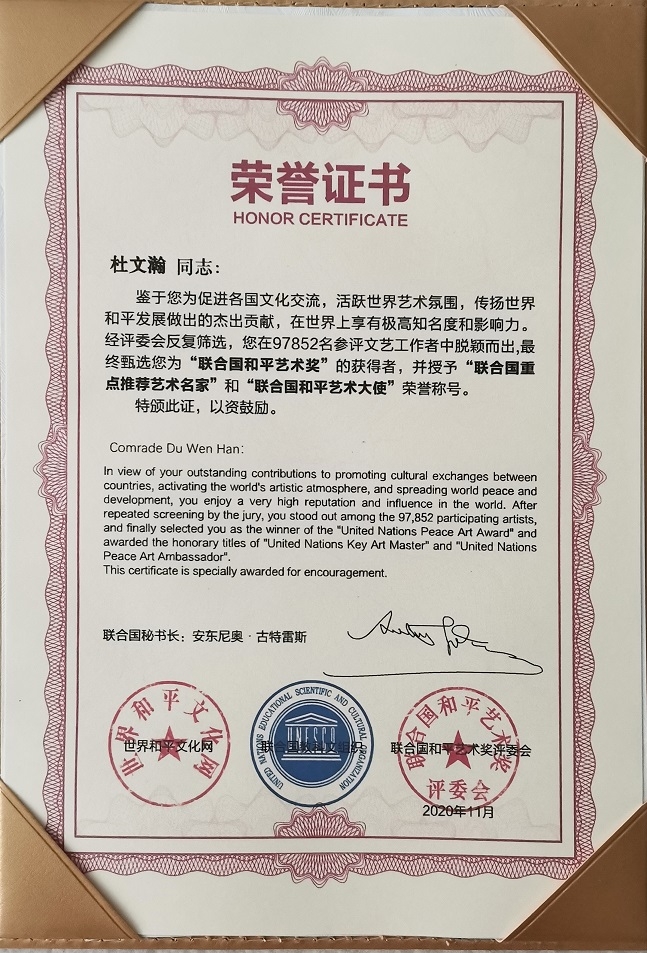 荣誉证书
HONOR CERTIFICATE
杜文瀚 同志：
鉴于您为促进各国文化交流，活跃世界艺术氛围，传扬世界
和平发展做出的杰出贡献，在世界上享有极高知名度和影响力。
经评委会反复筛选，您在97852名参评文艺工作者中脱颖而出,最
终甄选您为“联合国和平艺术奖”的获得者，并授予“联合国重
点推荐艺术名家”和“联合国和平艺术大使”荣誉称号。
特颁此证，以资鼓励。
Comrade Du Wen Han:
In view of your outstanding contributions to promoting cultural exchanges between
countries, activating the world's artistic atmosphere, and spreading world peace and
development, you enjoy a very high reputation and influence in the world. After
repeated screening by the jury, you stood out among the 97,852 participating artists,
and finally selected you as the winner of the "United Nations Peace Art Award" and
awarded the honorary titles of "United Nations Key Art Master" and "United Nations
Peace Art Ambassador".
This certificate is specially awarded for encouragement.
联合国秘书长：安东尼奥·古特雷斯
世界和平文化网
世界和平文化网
UNITED NATIONS EDUCATIONAL SCIENTIFIC AND CULTURAL ORGANIZATION
UNESCO
联合国教科文组织
联合国和平艺术奖
联合国和平艺术奖评委会
评委会
2020年11月